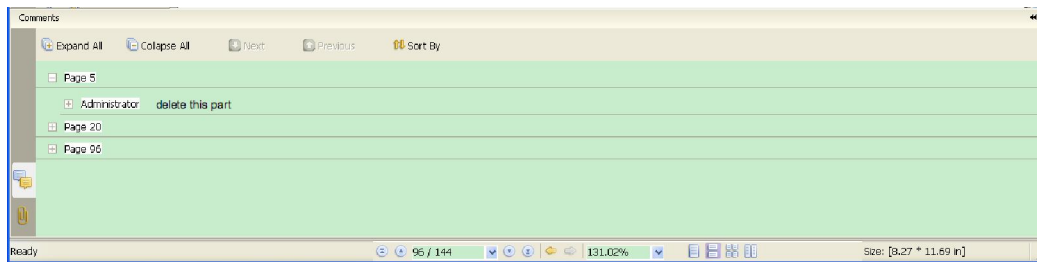 Comments
Expand All Collapse All Next Previous Sort By
Page 5
Administrator delete this part
Page 20
Page 96
Ready 96 / 144 131.02% Size: [8.27 * 11.69 in]